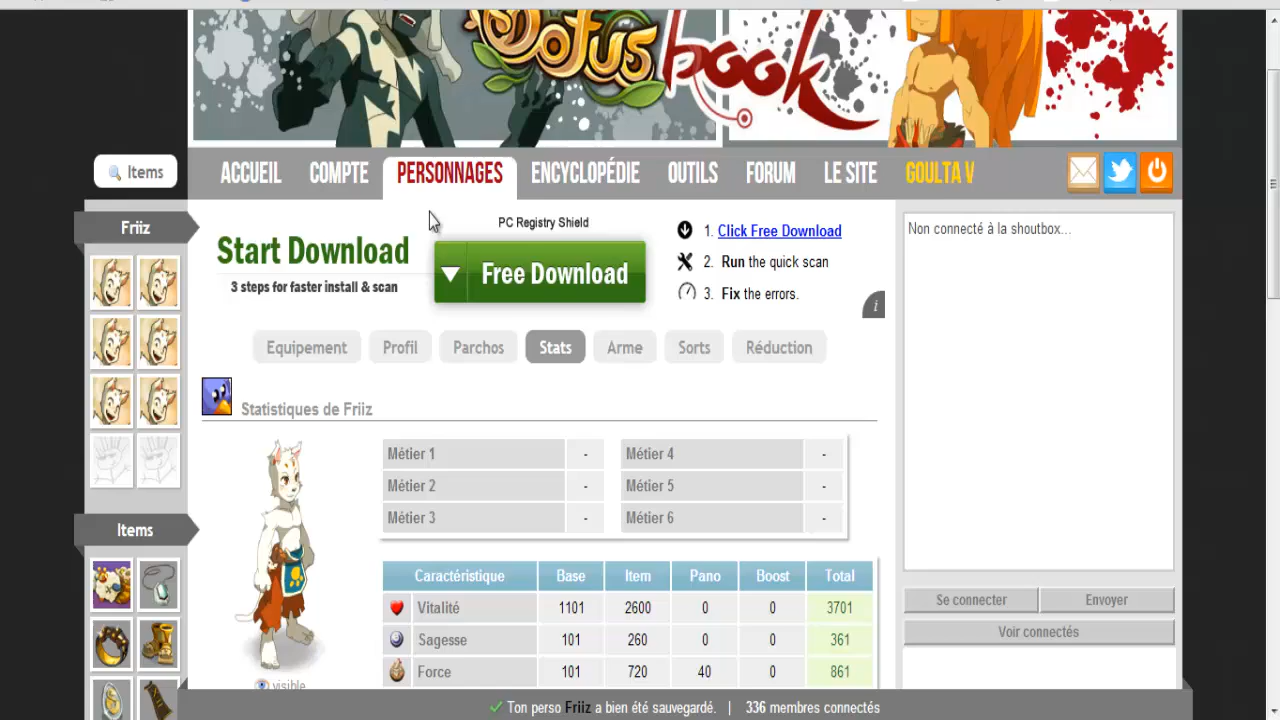 Dofus book
Items
ACCUEIL COMPTE PERSONNAGES ENCYCLOPÉDIE OUTILS FORUM LE SITE GOULTA V
Friiz
Start Download
3 steps for faster install & scan
PC Registry Shield
Free Download
1. Click Free Download
2. Run the quick scan
3. Fix the errors.
i
Non connecté à la shoutbox...
Equipement Profil Parchos Stats Arme Sorts Réduction
Statistiques de Friiz
Métier 1 - Métier 4 -
Métier 2 - Métier 5 -
Métier 3 - Métier 6 -
Items
Caractéristique Base Item Pano Boost Total
Vitalité 1101 2600 0 0 3701
Sagesse 101 260 0 0 361
Force 101 720 40 0 861
visible
Se connecter Envoyer
Voir connectés
Ton perso Friiz a bien été sauvegardé. | 336 membres connectés